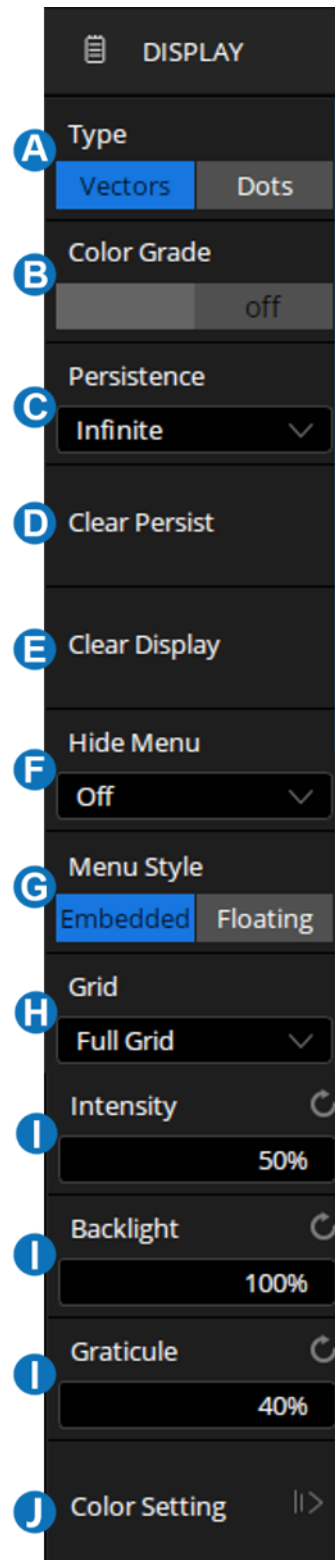 DISPLAY
A
Type
Vectors Dots
B
Color Grade
off
C
Persistence
Infinite
D
Clear Persist
E
Clear Display
F
Hide Menu
Off
G
Menu Style
Embedded Floating
H
Grid
Full Grid
I
Intensity
50%
I
Backlight
100%
I
Graticule
40%
J
Color Setting